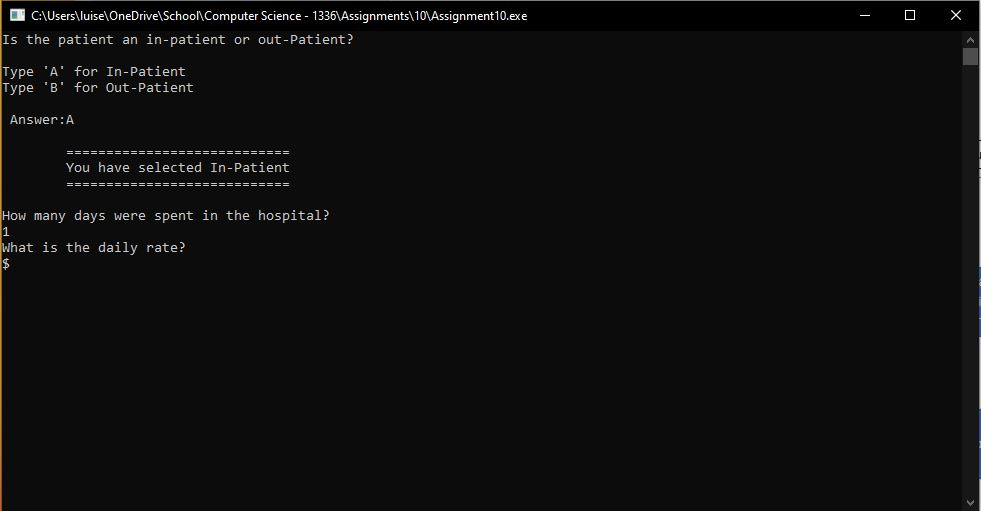 C:\Users\luise\OneDrive\School\Computer Science - 1336\Assignments\10\Assignment10.exe
Is the patient an in-patient or out-Patient?
Type 'A' for In-Patient
Type 'B' for Out-Patient
Answer:A
============================
You have selected In-Patient
============================
How many days were spent in the hospital?
1
What is the daily rate?
$